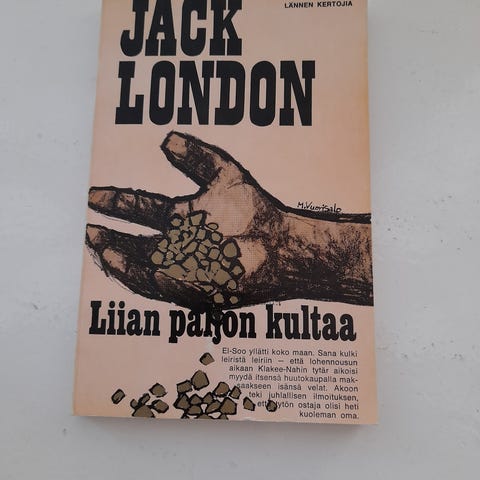 LÄNNEN KERTOJIA
JACK
LONDON
M.Vuorisalo
Liian paljon kultaa
El-Soo yllätti koko maan. Sana kulki
leiristä leiriin – että lohennousun
aikaan Klakee-Nahin tytär aikoisi
myydä itsensä huutokaupalla mak-
saakseen isänsä velat. Akoon
teki juhlallisen ilmoituksen,
että tytön ostaja olisi heti
kuoleman oma.